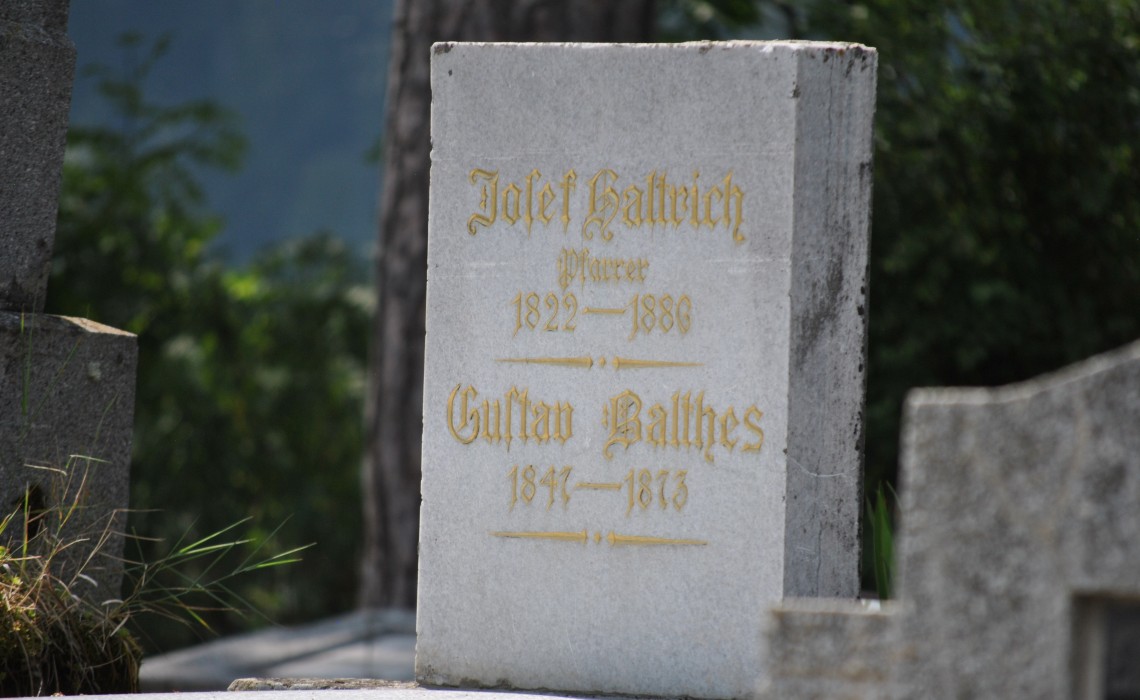 Josef Haltrich
Pfarrer
1822—1886
Gustav Balthes
1847—1873